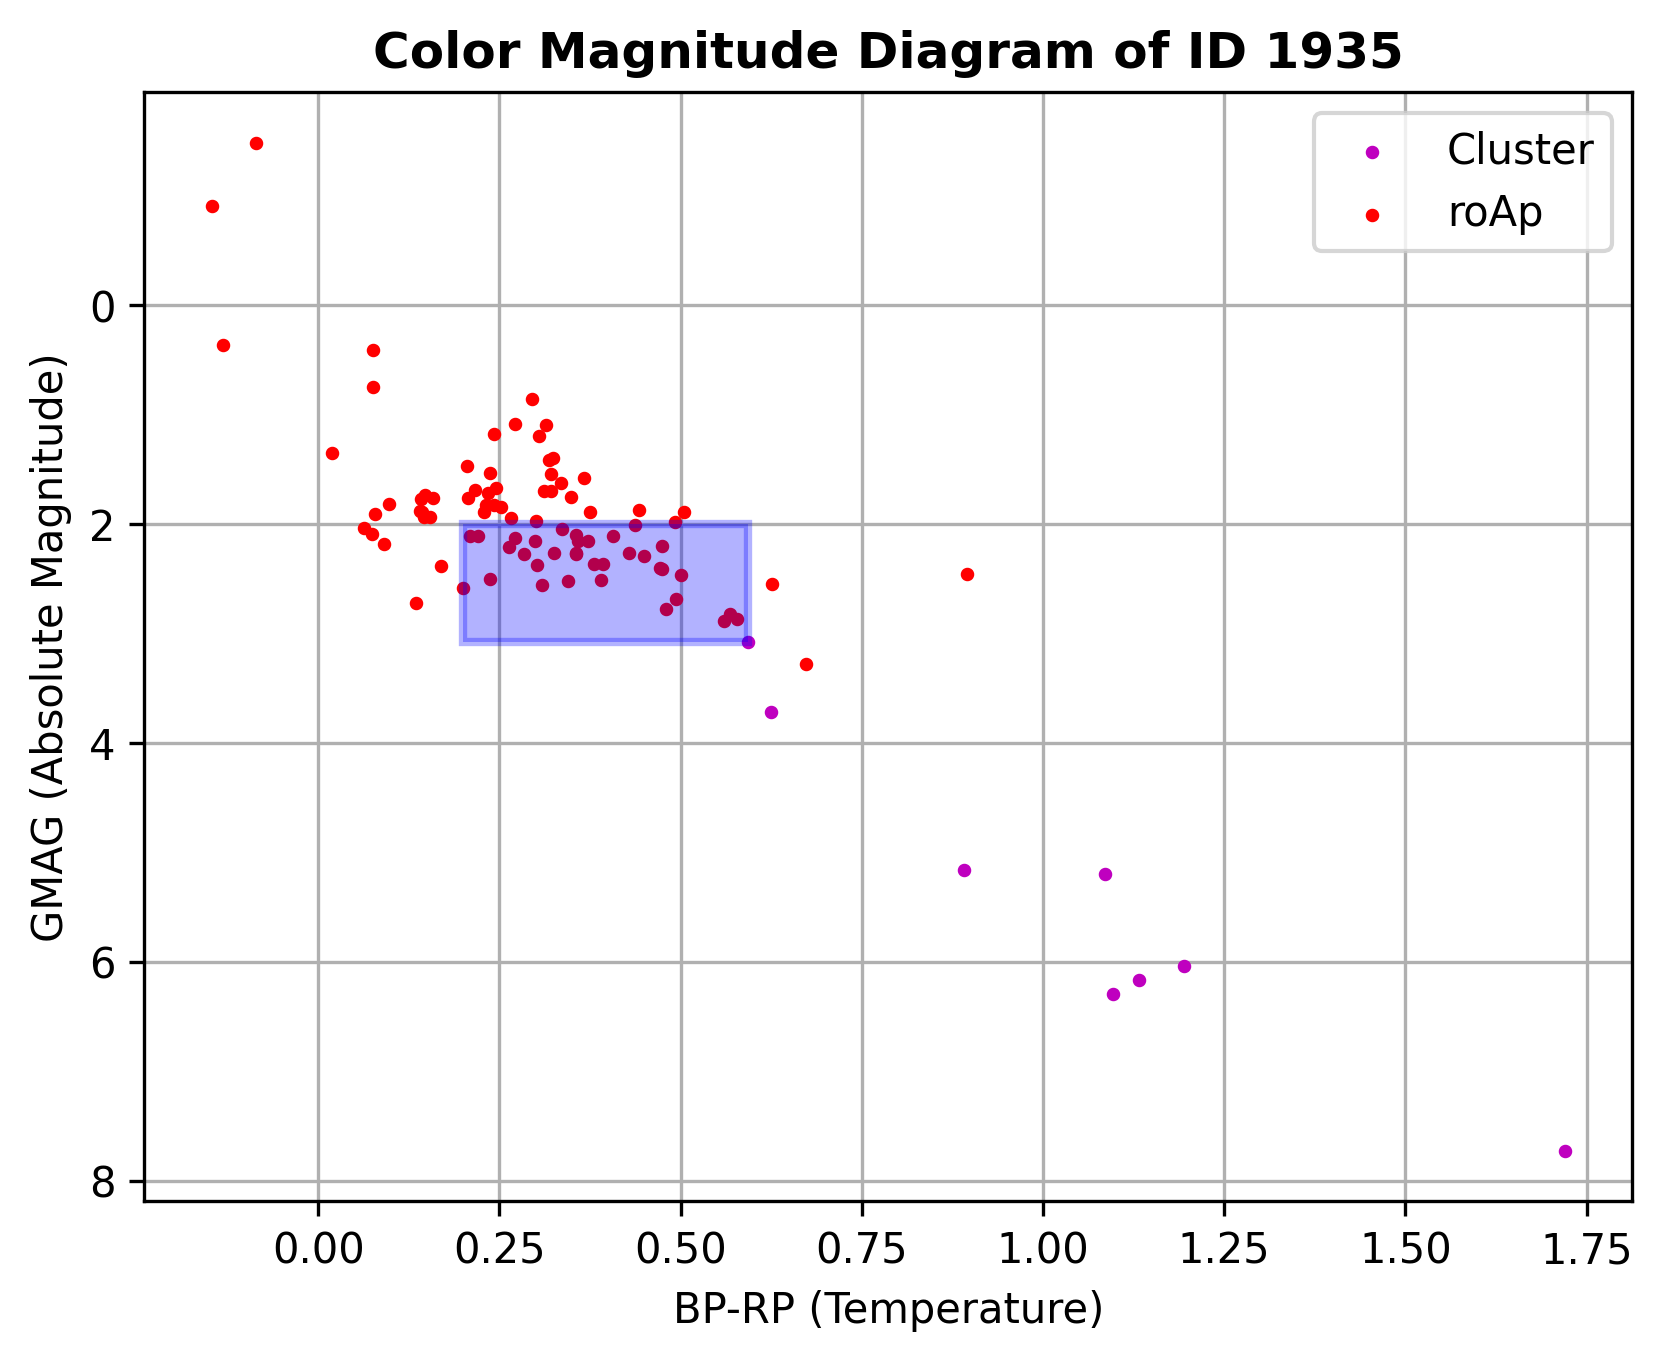 Color Magnitude Diagram of ID 1935
Cluster
roAp
GMAG (Absolute Magnitude)
0
2
4
6
8
0.00 0.25 0.50 0.75 1.00 1.25 1.50 1.75
BP-RP (Temperature)